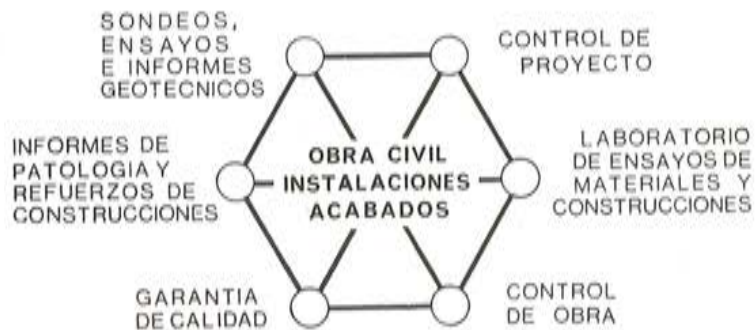 SONDEOS,
ENSAYOS
E INFORMES
GEOTECNICOS
CONTROL DE
PROYECTO
INFORMES DE
PATOLOGIA Y
REFUERZOS DE
CONSTRUCCIONES
OBRA CIVIL
INSTALACIONES
ACABADOS
LABORATORIO
DE ENSAYOS DE
MATERIALES Y
CONSTRUCCIONES
GARANTIA
DE CALIDAD
CONTROL
DE OBRA